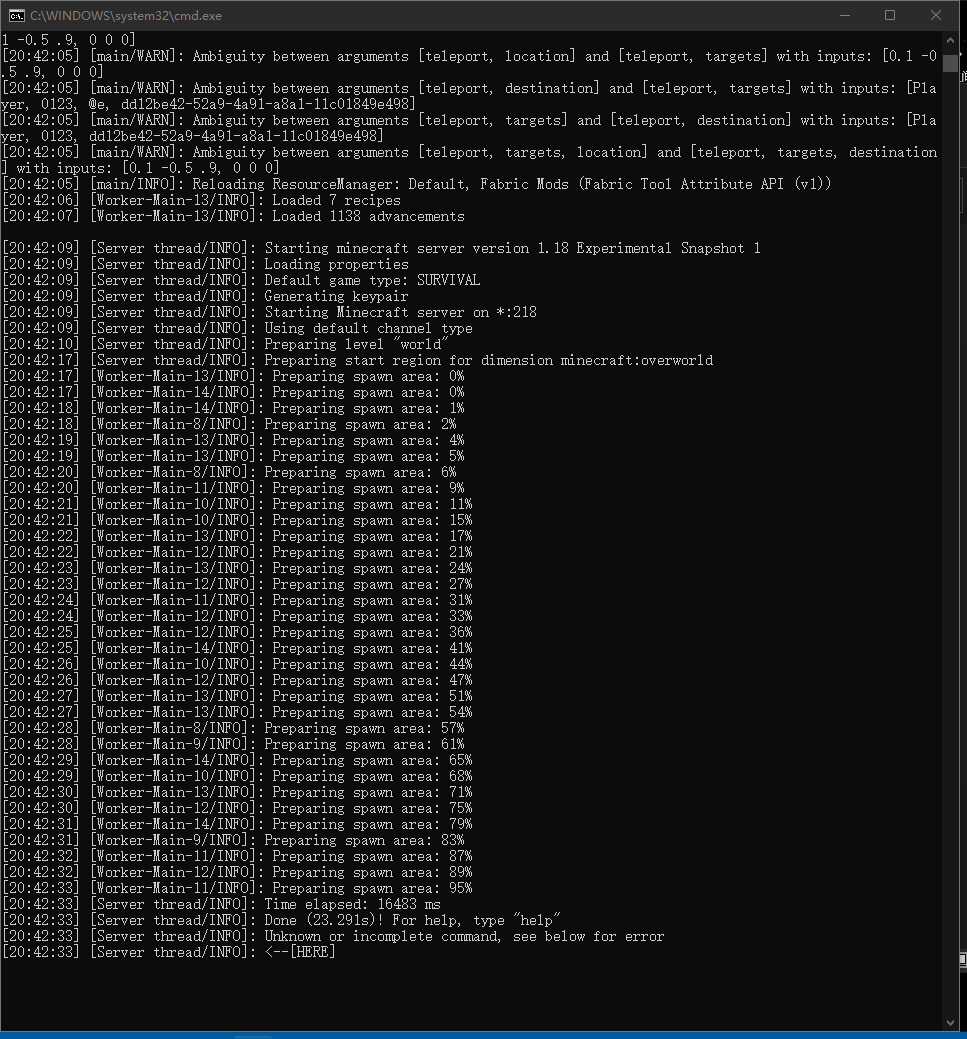 C:\WINDOWS\system32\cmd.exe
1 -0.5 .9, 0 0 0]
[20:42:05] [main/WARN]: Ambiguity between arguments [teleport, location] and [teleport, targets] with inputs: [0.1 -0
.5 .9, 0 0 0]
[20:42:05] [main/WARN]: Ambiguity between arguments [teleport, destination] and [teleport, targets] with inputs: [Pla
yer, 0123, @e, dd12be42-52a9-4a91-a8a1-11c01849e498]
[20:42:05] [main/WARN]: Ambiguity between arguments [teleport, targets] and [teleport, destination] with inputs: [Pla
yer, 0123, dd12be42-52a9-4a91-a8a1-11c01849e498]
[20:42:05] [main/WARN]: Ambiguity between arguments [teleport, targets, location] and [teleport, targets, destination
] with inputs: [0.1 -0.5 .9, 0 0 0]
[20:42:05] [main/INFO]: Reloading ResourceManager: Default, Fabric Mods (Fabric Tool Attribute API (v1))
[20:42:06] [Worker-Main-13/INFO]: Loaded 7 recipes
[20:42:07] [Worker-Main-13/INFO]: Loaded 1138 advancements
[20:42:09] [Server thread/INFO]: Starting minecraft server version 1.18 Experimental Snapshot 1
[20:42:09] [Server thread/INFO]: Loading properties
[20:42:09] [Server thread/INFO]: Default game type: SURVIVAL
[20:42:09] [Server thread/INFO]: Generating keypair
[20:42:09] [Server thread/INFO]: Starting Minecraft server on *:218
[20:42:09] [Server thread/INFO]: Using default channel type
[20:42:10] [Server thread/INFO]: Preparing level "world"
[20:42:17] [Server thread/INFO]: Preparing start region for dimension minecraft:overworld
[20:42:17] [Worker-Main-13/INFO]: Preparing spawn area: 0%
[20:42:17] [Worker-Main-14/INFO]: Preparing spawn area: 0%
[20:42:18] [Worker-Main-14/INFO]: Preparing spawn area: 1%
[20:42:18] [Worker-Main-8/INFO]: Preparing spawn area: 2%
[20:42:19] [Worker-Main-13/INFO]: Preparing spawn area: 4%
[20:42:19] [Worker-Main-13/INFO]: Preparing spawn area: 5%
[20:42:20] [Worker-Main-8/INFO]: Preparing spawn area: 6%
[20:42:20] [Worker-Main-11/INFO]: Preparing spawn area: 9%
[20:42:21] [Worker-Main-10/INFO]: Preparing spawn area: 11%
[20:42:21] [Worker-Main-10/INFO]: Preparing spawn area: 15%
[20:42:22] [Worker-Main-13/INFO]: Preparing spawn area: 17%
[20:42:22] [Worker-Main-12/INFO]: Preparing spawn area: 21%
[20:42:23] [Worker-Main-13/INFO]: Preparing spawn area: 24%
[20:42:23] [Worker-Main-12/INFO]: Preparing spawn area: 27%
[20:42:24] [Worker-Main-11/INFO]: Preparing spawn area: 31%
[20:42:24] [Worker-Main-12/INFO]: Preparing spawn area: 33%
[20:42:25] [Worker-Main-12/INFO]: Preparing spawn area: 36%
[20:42:25] [Worker-Main-14/INFO]: Preparing spawn area: 41%
[20:42:26] [Worker-Main-10/INFO]: Preparing spawn area: 44%
[20:42:26] [Worker-Main-12/INFO]: Preparing spawn area: 47%
[20:42:27] [Worker-Main-13/INFO]: Preparing spawn area: 51%
[20:42:27] [Worker-Main-13/INFO]: Preparing spawn area: 54%
[20:42:28] [Worker-Main-8/INFO]: Preparing spawn area: 57%
[20:42:28] [Worker-Main-9/INFO]: Preparing spawn area: 61%
[20:42:29] [Worker-Main-14/INFO]: Preparing spawn area: 65%
[20:42:29] [Worker-Main-10/INFO]: Preparing spawn area: 68%
[20:42:30] [Worker-Main-13/INFO]: Preparing spawn area: 71%
[20:42:30] [Worker-Main-12/INFO]: Preparing spawn area: 75%
[20:42:31] [Worker-Main-14/INFO]: Preparing spawn area: 79%
[20:42:31] [Worker-Main-9/INFO]: Preparing spawn area: 83%
[20:42:32] [Worker-Main-11/INFO]: Preparing spawn area: 87%
[20:42:32] [Worker-Main-12/INFO]: Preparing spawn area: 89%
[20:42:33] [Worker-Main-11/INFO]: Preparing spawn area: 95%
[20:42:33] [Server thread/INFO]: Time elapsed: 16483 ms
[20:42:33] [Server thread/INFO]: Done (23.291s)! For help, type "help"
[20:42:33] [Server thread/INFO]: Unknown or incomplete command, see below for error
[20:42:33] [Server thread/INFO]: <--[HERE]